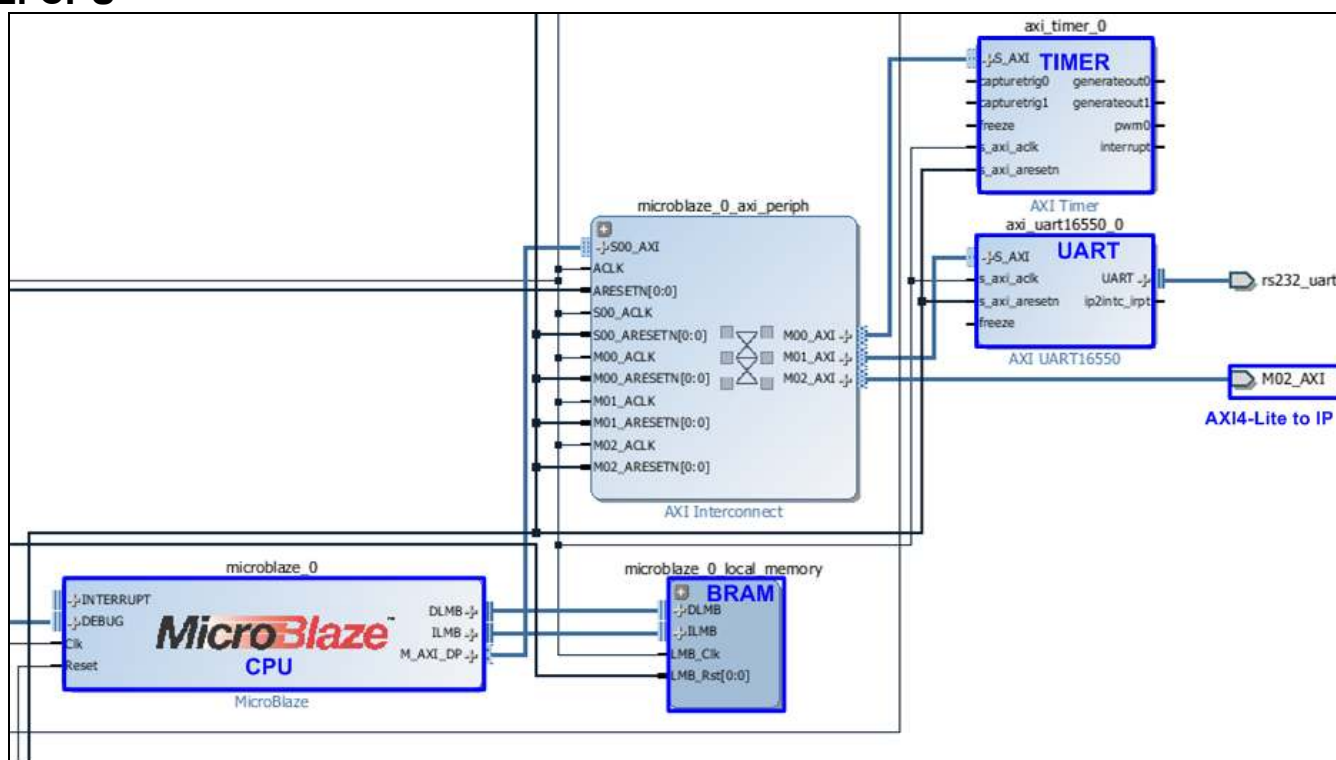 axi_timer_0
S_AXI TIMER
capturetrig0 generateout0
capturetrig1 generateout1
freeze pwm0
s_axi_aclk interrupt
s_axi_aresetn
AXI Timer
microblaze_0_axi_periph
S00_AXI
ACLK
ARESETN[0:0]
S00_ACLK
S00_ARESETN[0:0] M00_AXI
M00_ACLK M01_AXI
M00_ARESETN[0:0] M02_AXI
M01_ACLK
M01_ARESETN[0:0]
M02_ACLK
M02_ARESETN[0:0]
AXI Interconnect
axi_uart16550_0
S_AXI UART
s_axi_aclk UART
s_axi_aresetn ip2intc_irpt
freeze
AXI UART16550
rs232_uart
M02_AXI
AXI4-Lite to IP
microblaze_0
INTERRUPT
DEBUG DLMB
Clk ILMB
Reset M_AXI_DP
MicroBlaze™
CPU
MicroBlaze
microblaze_0_local_memory
BRAM
DLMB
ILMB
LMB_Clk
LMB_Rst[0:0]